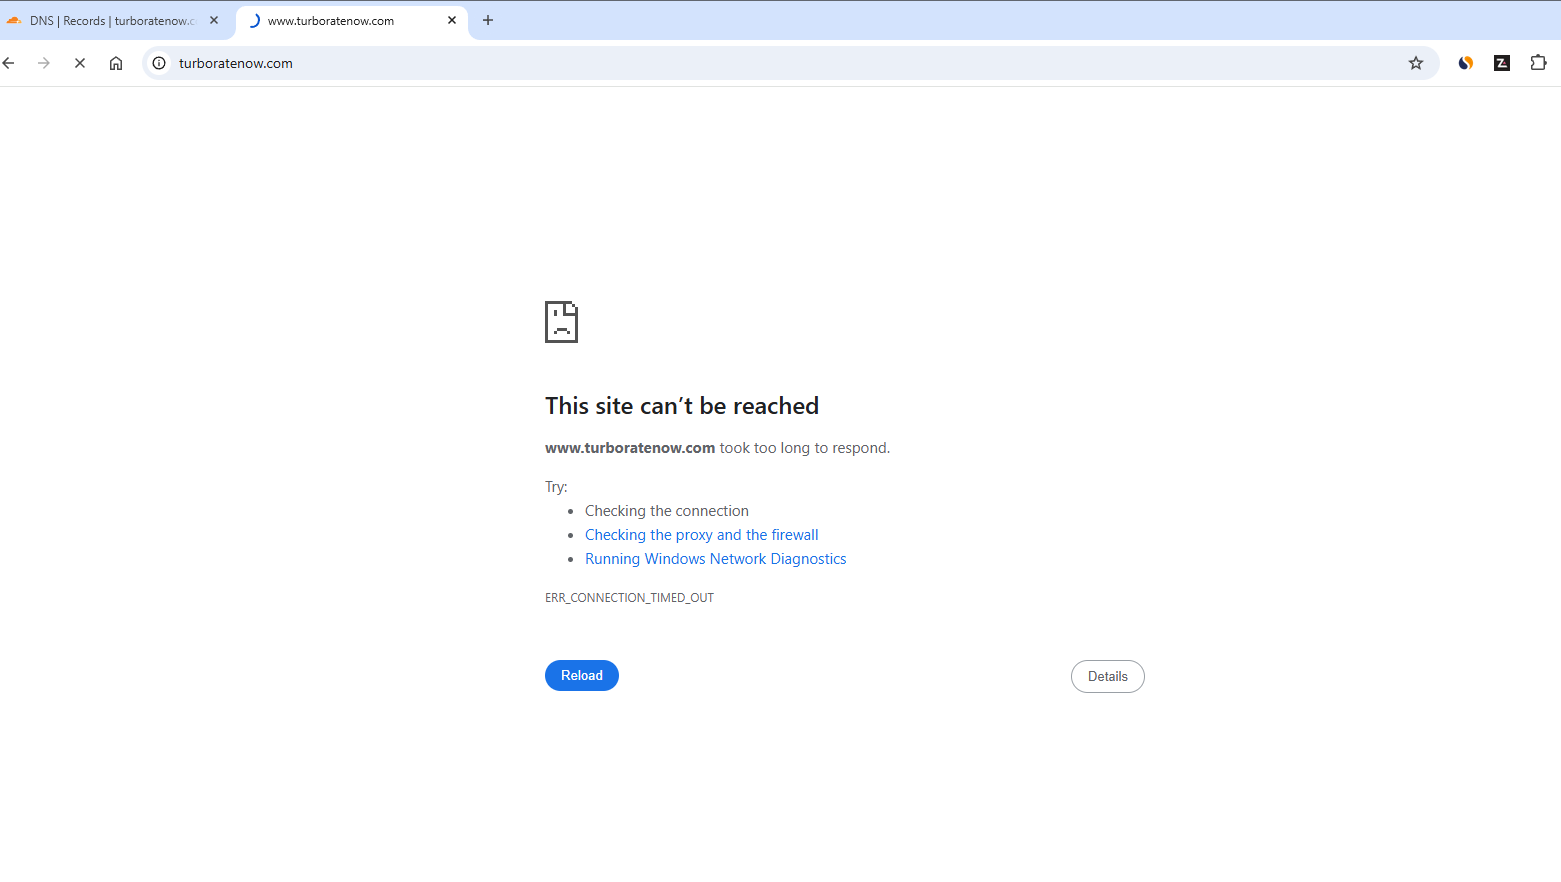 DNS | Records | turboratenow.c
www.turboratenow.com
turboratenow.com
This site can’t be reached
www.turboratenow.com took too long to respond.
Try:
• Checking the connection
• Checking the proxy and the firewall
• Running Windows Network Diagnostics
ERR_CONNECTION_TIMED_OUT
Reload
Details